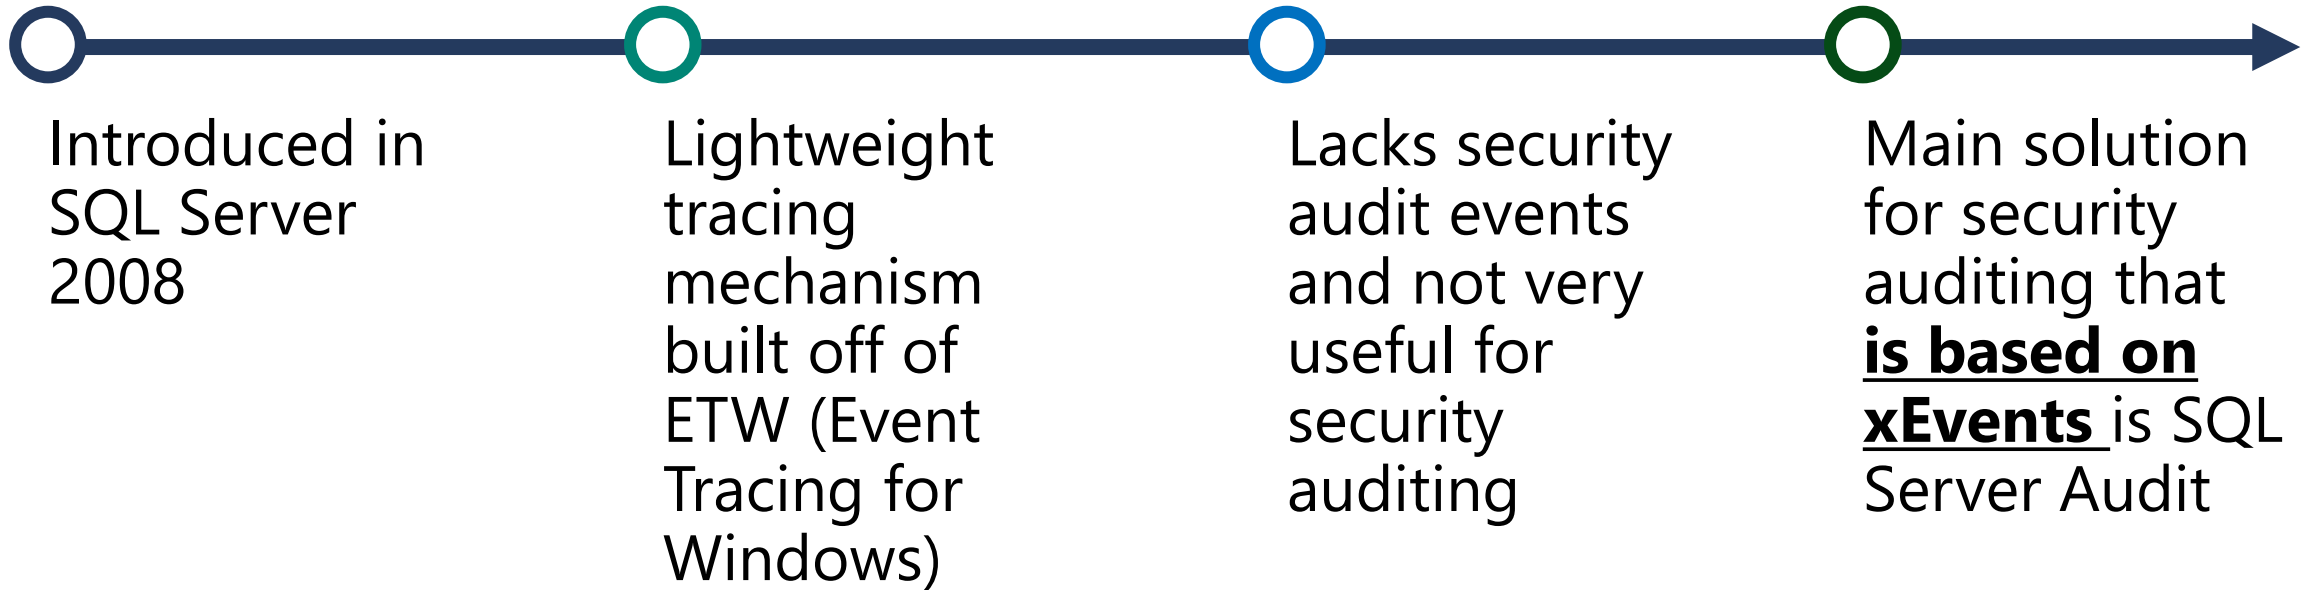 Introduced in
SQL Server
2008
Lightweight
tracing
mechanism
built off of
ETW (Event
Tracing for
Windows)
Lacks security
audit events
and not very
useful for
security
auditing
Main solution
for security
auditing that
is based on
xEvents is SQL
Server Audit